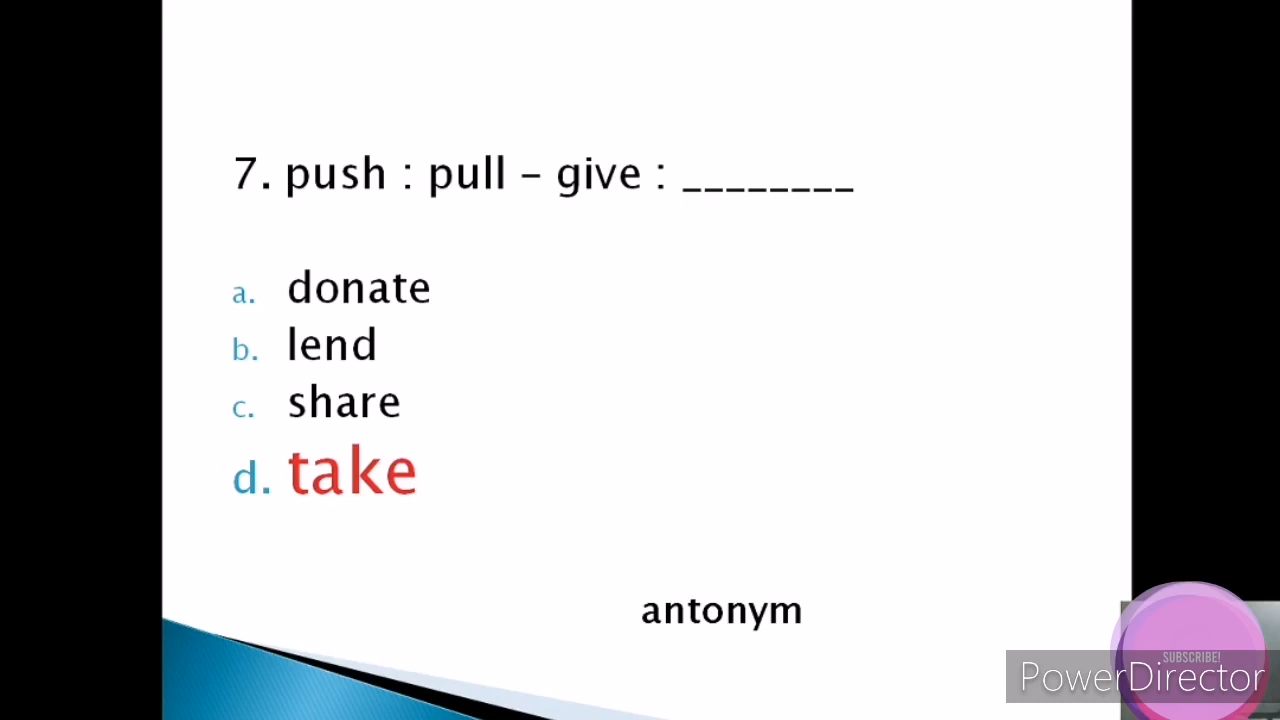 7. push : pull – give : ________
a. donate
b. lend
c. share
d. take
antonym
SUBSCRIBE!
PowerDirector